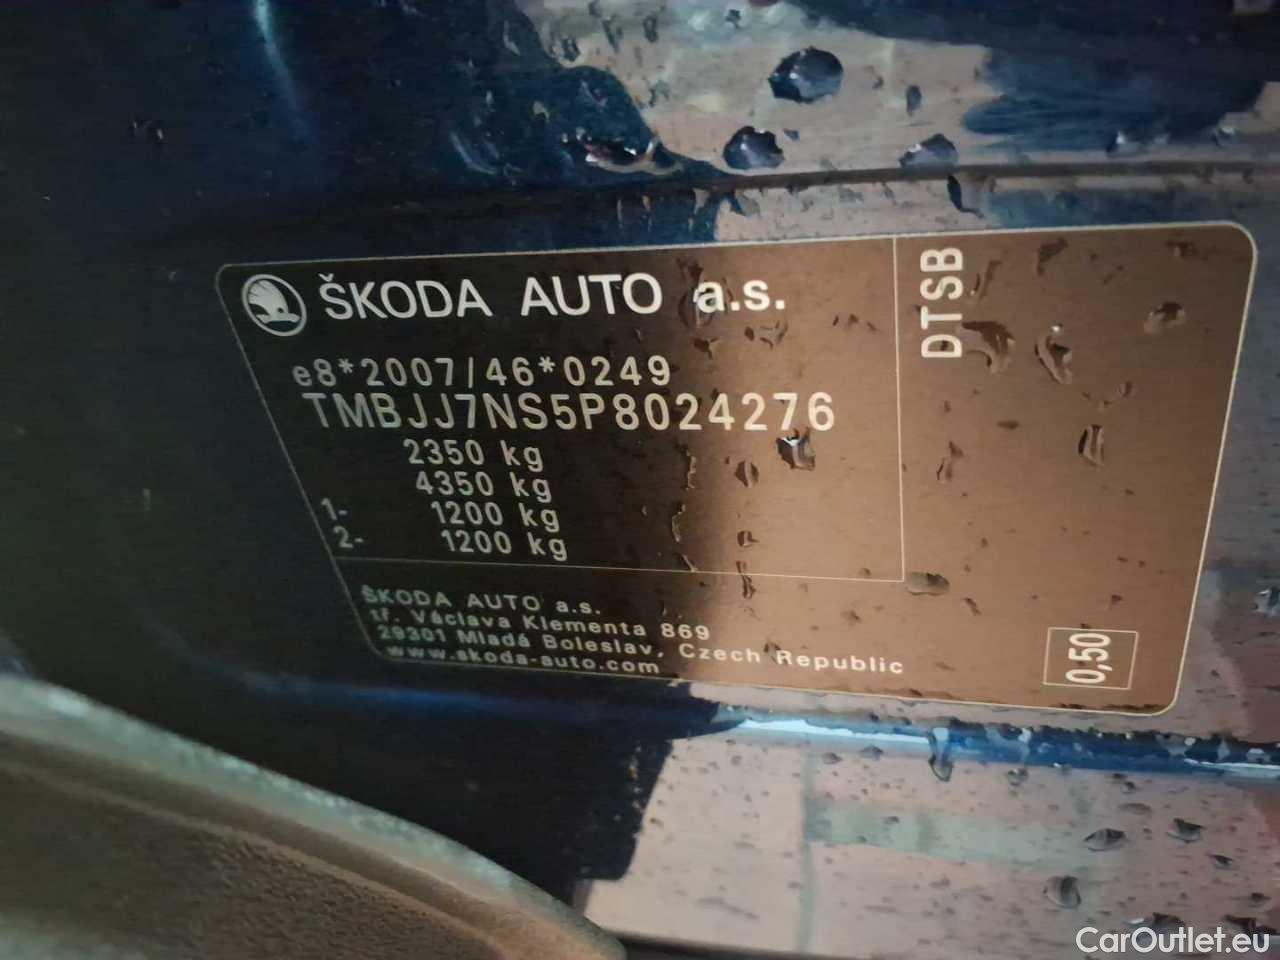 ŠKODA AUTO a.s.
e8*2007/46*0249
TMBJJ7NS5P8024276
2350 kg
4350 kg
1- 1200 kg
2- 1200 kg
DTSB
ŠKODA AUTO a.s.
tř. Václava Klementa 869
29301 Mladá Boleslav, Czech Republic
www.skoda-auto.com
0,50
CarOutlet.eu